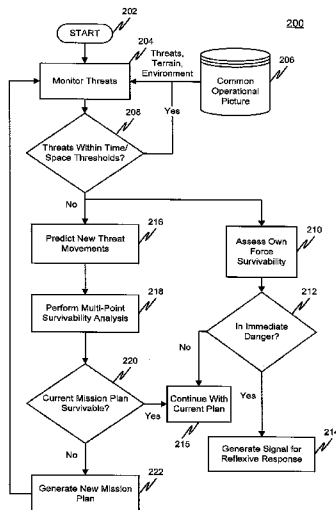 202
200
START
204
206
Threats,
Terrain,
Environment
Monitor Threats
Common
Operational
Picture
208
Yes
Threats Within Time/
Space Thresholds?
No
216
210
Predict New Threat
Movements
Assess Own
Force
Survivability
218
212
Perform Multi-Point
Survivability Analysis
In Immediate
Danger?
220
No
Current Mission Plan
Survivable?
Yes
Continue With
Current Plan
215
Yes
214
No
222
Generate Signal for
Reflexive Response
Generate New Mission
Plan